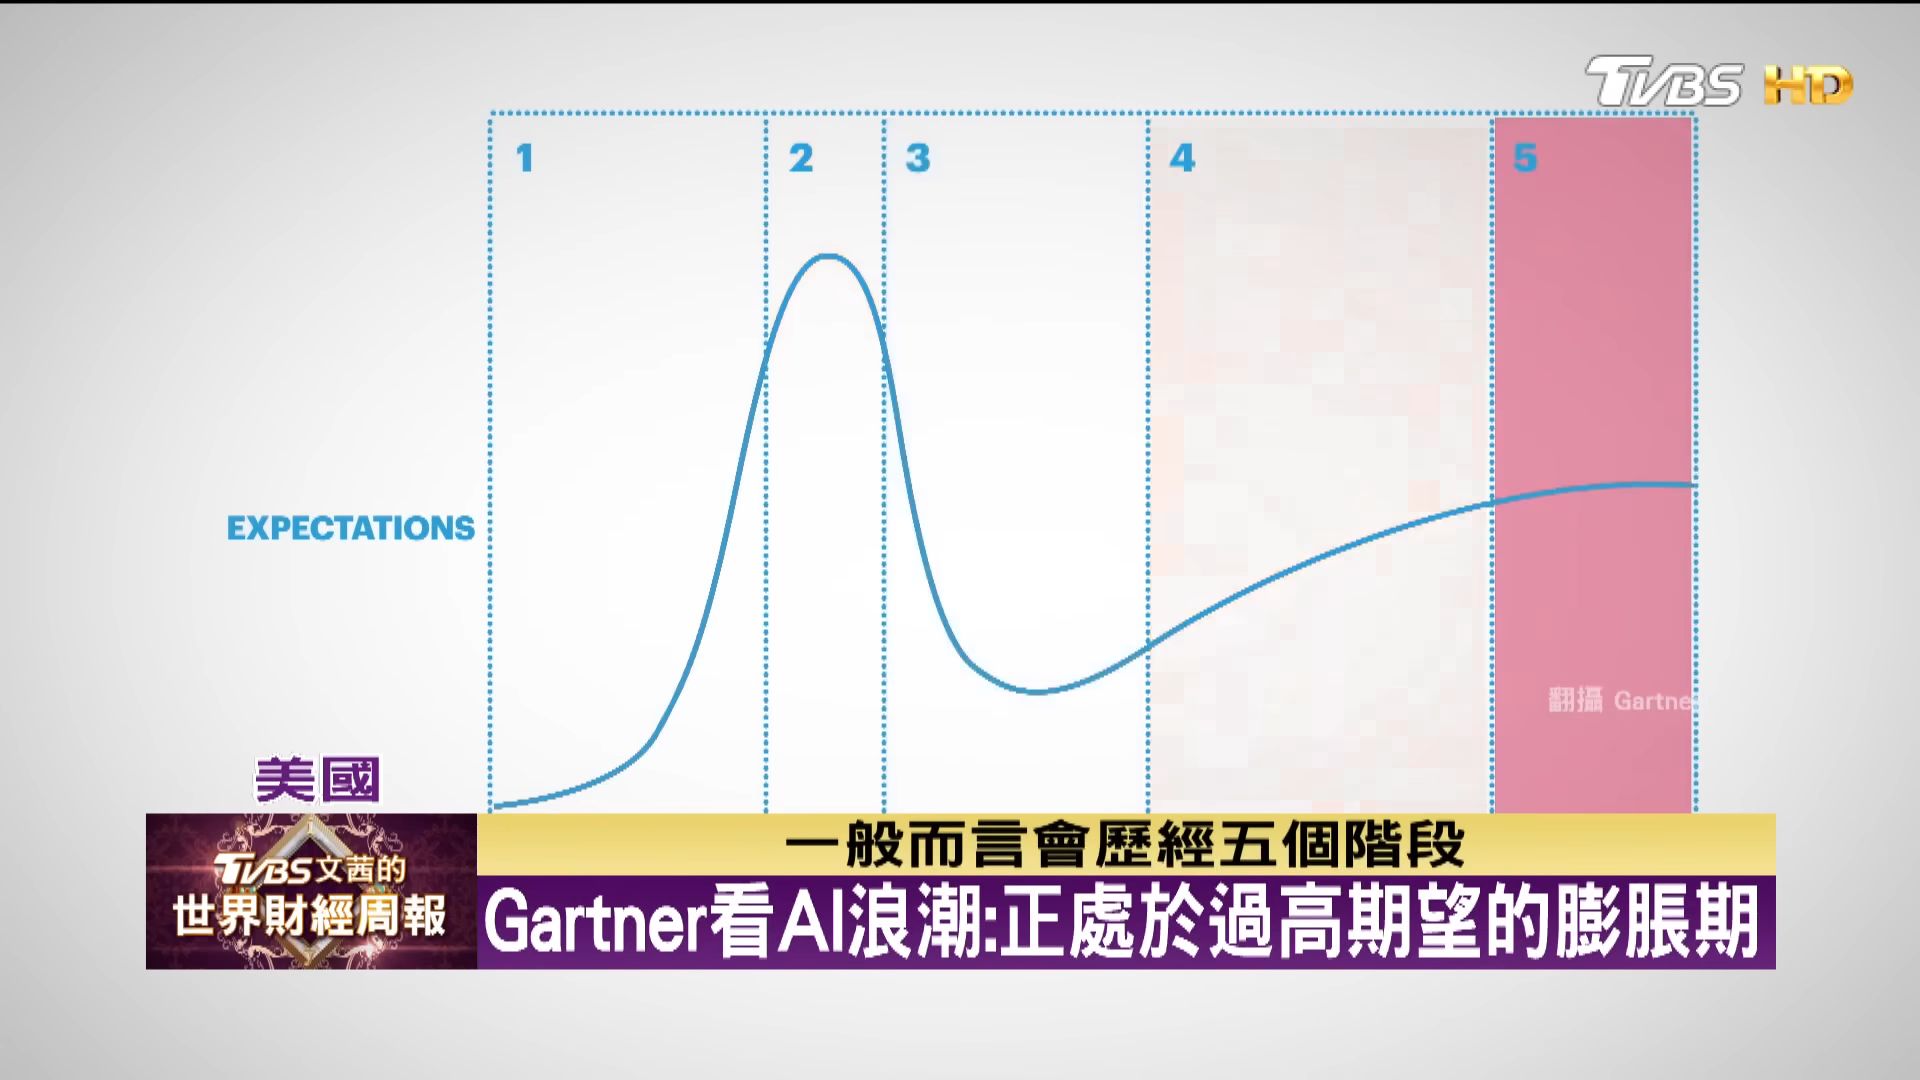 TVBS HD
1 2 3 4 5
EXPECTATIONS
翻攝 Gartne
美國
TVBS文茜的
世界財經周報
一般而言會歷經五個階段
Gartner看AI浪潮:正處於過高期望的膨脹期